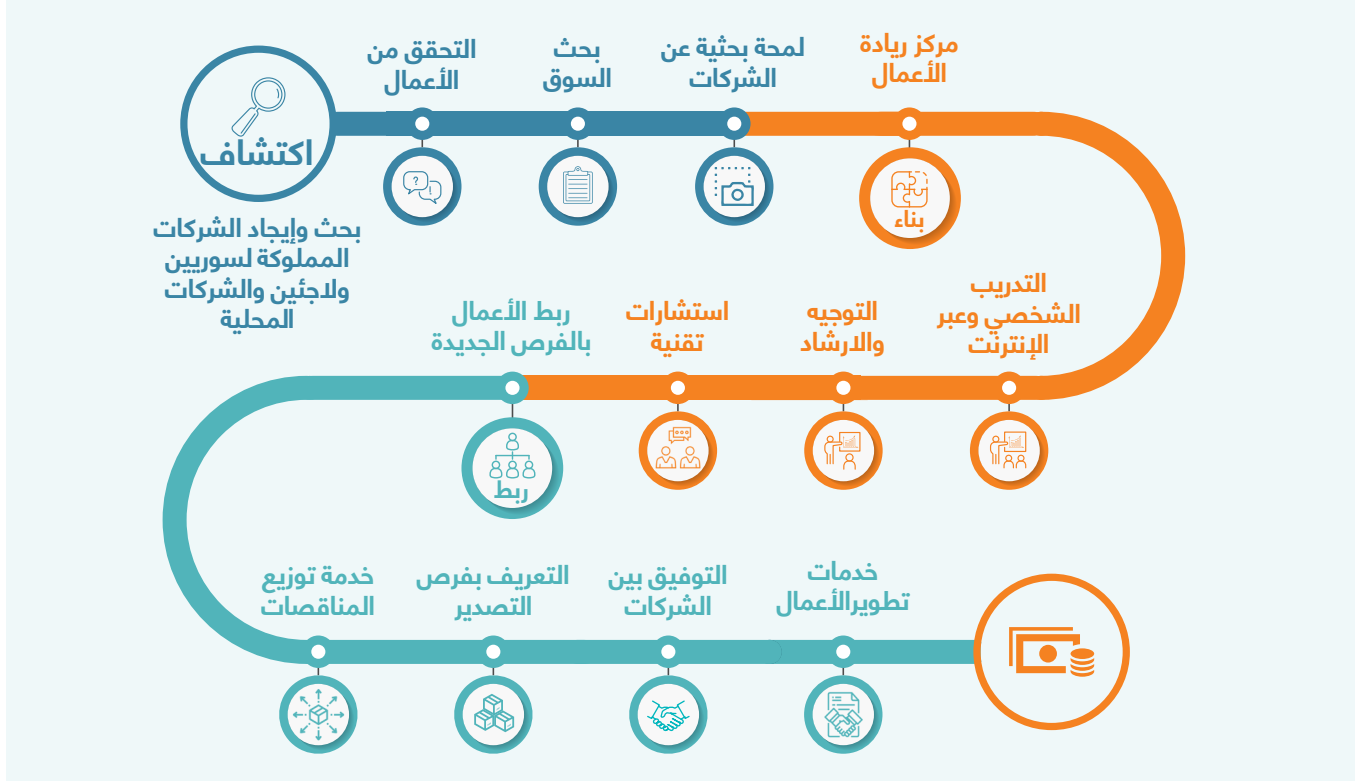 اكتشاف
بحث وإيجاد الشركات
المملوكة لسوريين
ولاجئين والشركات
المحلية
التحقق من
الأعمال
بحث
السوق
لمحة بحثية عن
الشركات
مركز ريادة
الأعمال
بناء
التدريب
الشخصي وعبر
الإنترنت
التوجيه
والارشاد
استشارات
تقنية
ربط الأعمال
بالفرص الجديدة
ربط
خدمة توزيع
المناقصات
التعريف بفرص
التصدير
التوفيق بين
الشركات
خدمات
تطويرالأعمال